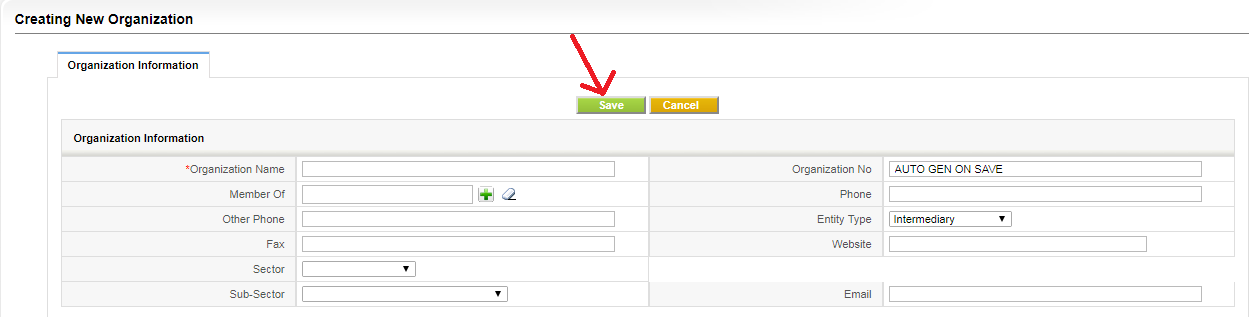 Creating New Organization
Organization Information
Save Cancel
Organization Information
*Organization Name Organization No AUTO GEN ON SAVE
Member Of Phone
Other Phone Entity Type Intermediary
Fax Website
Sector
Sub-Sector Email